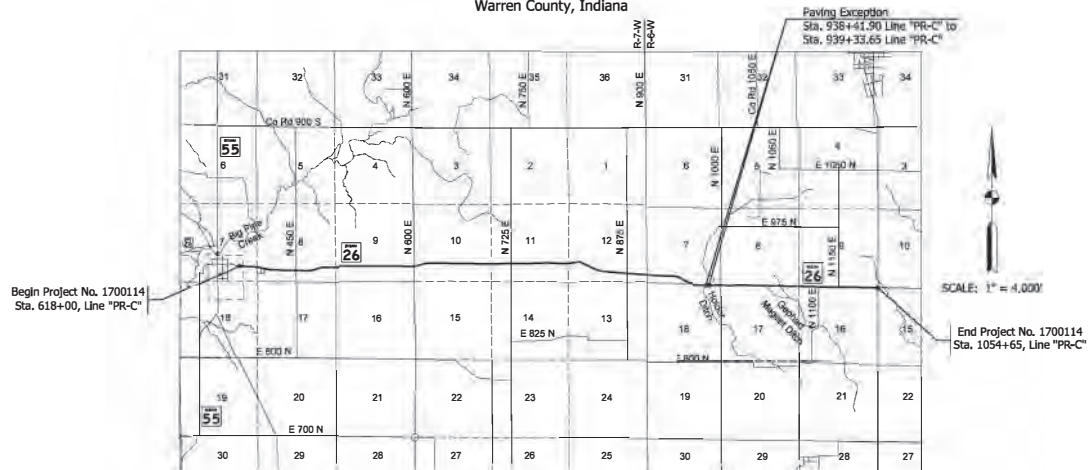 Warren County, Indiana
R-7-W
R-6-W
Paving Exception
Sta. 938+41.90 Line "PR-C" to
Sta. 939+33.65 Line "PR-C"
31
32
33
34
35
36
31
32
33
34
N 600 E
N 750 E
N 900 E
Co Rd 1050 E
Co Rd 900 S
55
6
5
4
3
2
1
6
5
4
3
N 1000 E
N 1060 E
E 1050 N
Big Pine
Creek
7
8
9
10
11
12
7
8
9
10
N 450 E
N 600 E
N 725 E
N 875 E
E 975 N
N 1150 E
26
26
Begin Project No. 1700114
Sta. 618+00, Line "PR-C"
SCALE: 1" = 4,000'
18
17
16
15
14
13
18
17
16
15
Ditch
N 1100 E
Ditch
E 825 N
E 800 N
E 800 N
End Project No. 1700114
Sta. 1054+65, Line "PR-C"
19
20
21
22
23
24
19
20
21
22
55
E 700 N
30
29
28
27
26
25
30
29
28
27